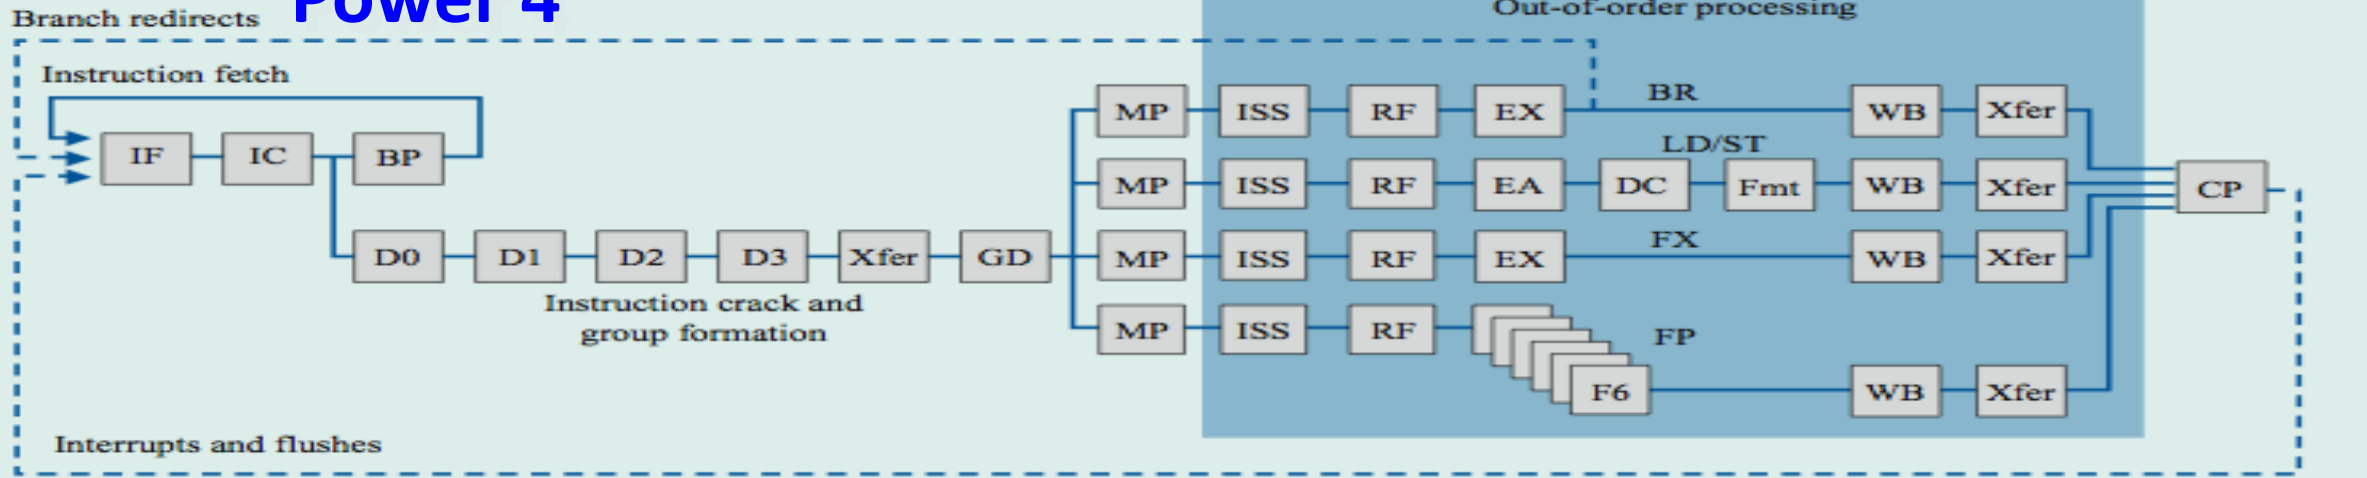 Power 4
Branch redirects
Out-of-order processing
Instruction fetch
IF IC BP
D0 D1 D2 D3 Xfer GD
Instruction crack and
group formation
MP ISS RF EX BR WB Xfer
MP ISS RF EA DC LD/ST Fmt WB Xfer
CP
MP ISS RF EX FX WB Xfer
MP ISS RF FP
F6 WB Xfer
Interrupts and flushes